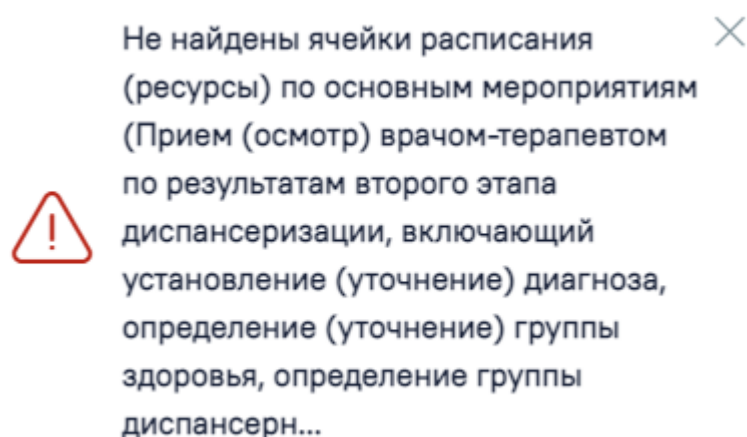 Не найдены ячейки расписания
(ресурсы) по основным мероприятиям
(Прием (осмотр) врачом-терапевтом
по результатам второго этапа
диспансеризации, включающий
установление (уточнение) диагноза,
определение (уточнение) группы
здоровья, определение группы
диспансерн...